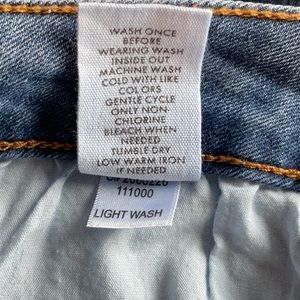 WASH ONCE
BEFORE
WEARING WASH
INSIDE OUT
MACHINE WASH
COLD WITH LIKE
COLORS
GENTLE CYCLE
ONLY NON
CHLORINE
BLEACH WHEN
NEEDED
TUMBLE DRY
LOW WARM IRON
IF NEEDED
111000
LIGHT WASH